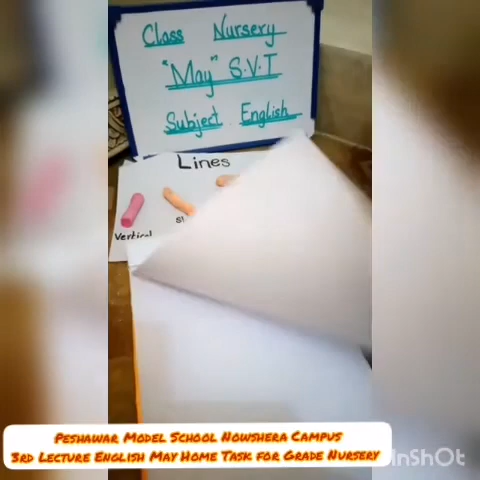 Class Nursery
"May" S.V.T
Subject English
Lines
Vertical
Peshawar Model School Nowshera Campus
3rd Lecture English May Home Task for Grade Nursery
InShOt